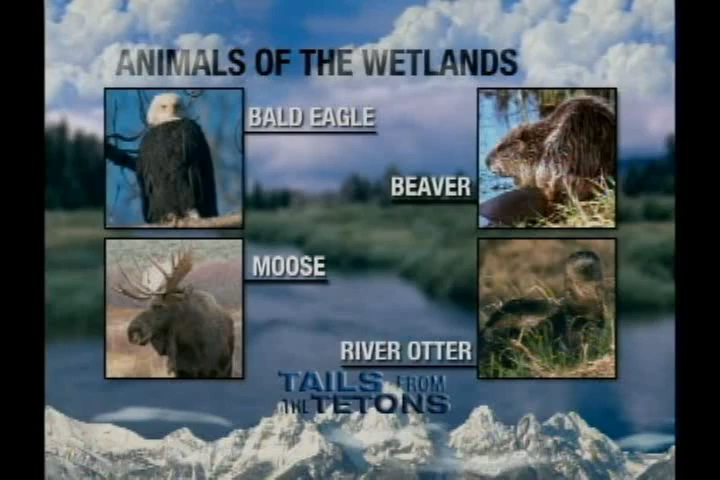 ANIMALS OF THE WETLANDS
BALD EAGLE
BEAVER
MOOSE
RIVER OTTER
TAILS FROM
THE TETONS